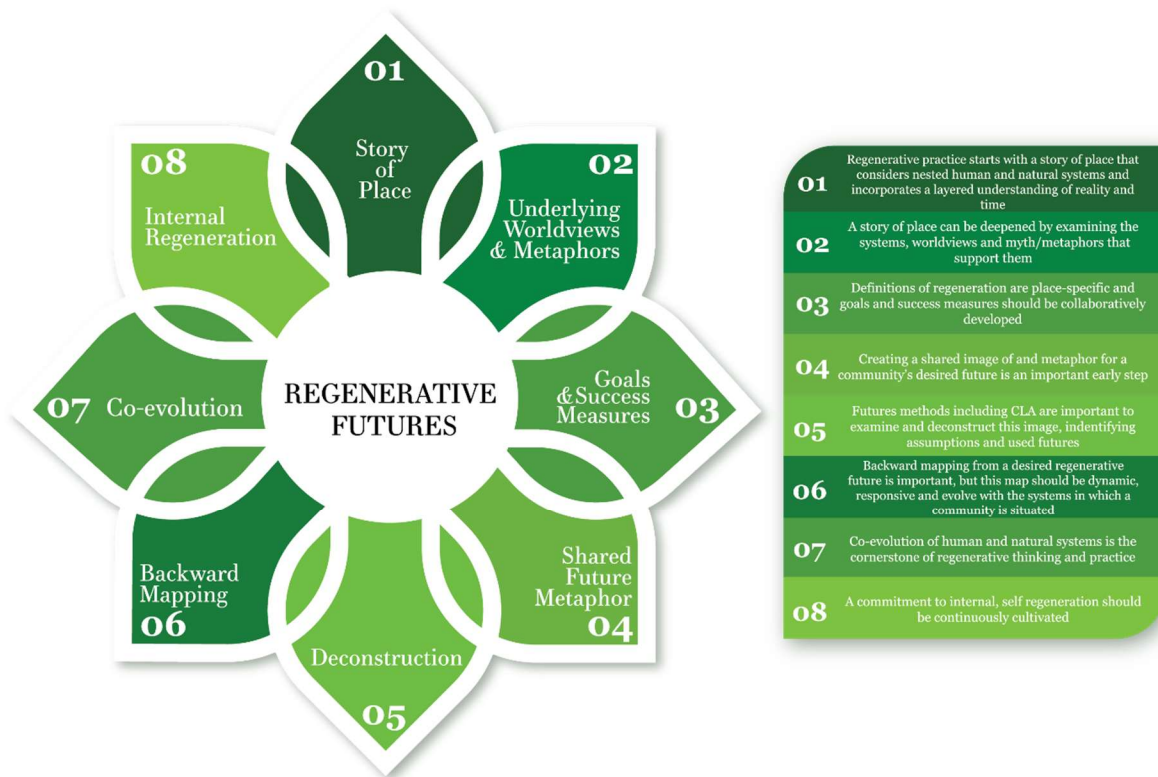 01
Story
of
Place
02
Underlying
Worldviews
& Metaphors
Goals
& Success
Measures
03
Shared
Future
Metaphor
04
Deconstruction
05
Backward
Mapping
06
07 Co-evolution
08
Internal
Regeneration
REGENERATIVE
FUTURES
01
Regenerative practice starts with a story of place that
considers nested human and natural systems and
incorporates a layered understanding of reality and
time
02
A story of place can be deepened by examining the
systems, worldviews and myth/metaphors that
support them
03
Definitions of regeneration are place-specific and
goals and success measures should be collaboratively
developed
04
Creating a shared image of and metaphor for a
community's desired future is an important early step
05
Futures methods including CLA are important to
examine and deconstruct this image, indentifying
assumptions and used futures
06
Backward mapping from a desired regenerative
future is important, but this map should be dynamic,
responsive and evolve with the systems in which a
community is situated
07
Co-evolution of human and natural systems is the
cornerstone of regenerative thinking and practice
08
A commitment to internal, self regeneration should
be continuously cultivated